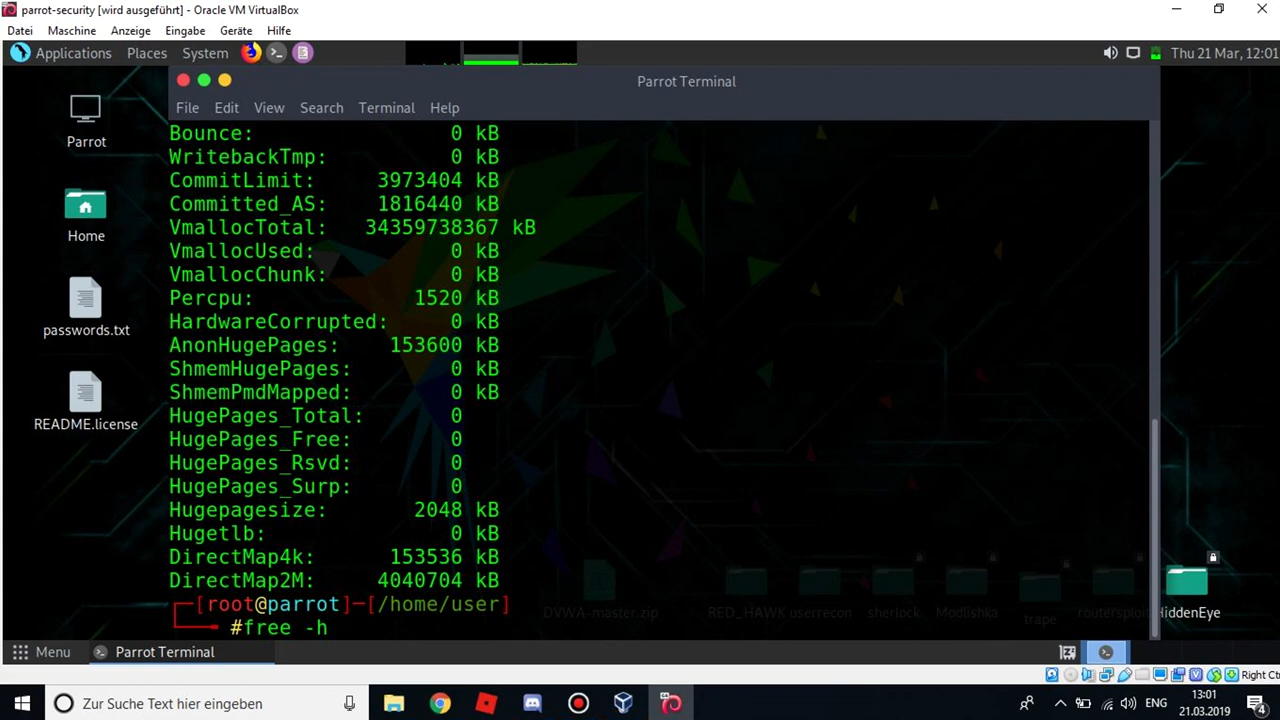 parrot-security [wird ausgeführt] - Oracle VM VirtualBox
Datei Maschine Anzeige Eingabe Geräte Hilfe
Applications Places System Thu 21 Mar, 12:01
Parrot Terminal
File Edit View Search Terminal Help
Parrot
Home
passwords.txt
README.license
Bounce: 0 kB
WritebackTmp: 0 kB
CommitLimit: 3973404 kB
Committed_AS: 1816440 kB
VmallocTotal: 34359738367 kB
VmallocUsed: 0 kB
VmallocChunk: 0 kB
Percpu: 1520 kB
HardwareCorrupted: 0 kB
AnonHugePages: 153600 kB
ShmemHugePages: 0 kB
ShmemPmdMapped: 0 kB
HugePages_Total: 0
HugePages_Free: 0
HugePages_Rsvd: 0
HugePages_Surp: 0
Hugepagesize: 2048 kB
Hugetlb: 0 kB
DirectMap4k: 153536 kB
DirectMap2M: 4040704 kB
┌─[root@parrot]─[/home/user]
└──╼ #free -h
DVWA-master.zip RED_HAWK userrecon sherlock Modlishka trape routersploit HiddenEye
Menu Parrot Terminal
Right Ctr
Zur Suche Text hier eingeben
ENG 13:01
21.03.2019
4